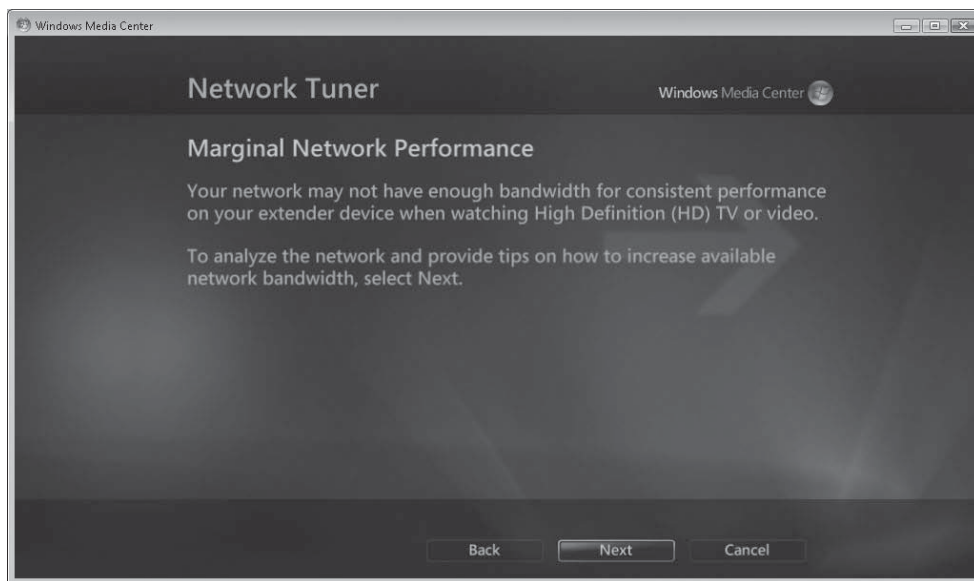 Windows Media Center
Network Tuner
Windows Media Center
Marginal Network Performance
Your network may not have enough bandwidth for consistent performance
on your extender device when watching High Definition (HD) TV or video.
To analyze the network and provide tips on how to increase available
network bandwidth, select Next.
Back
Next
Cancel